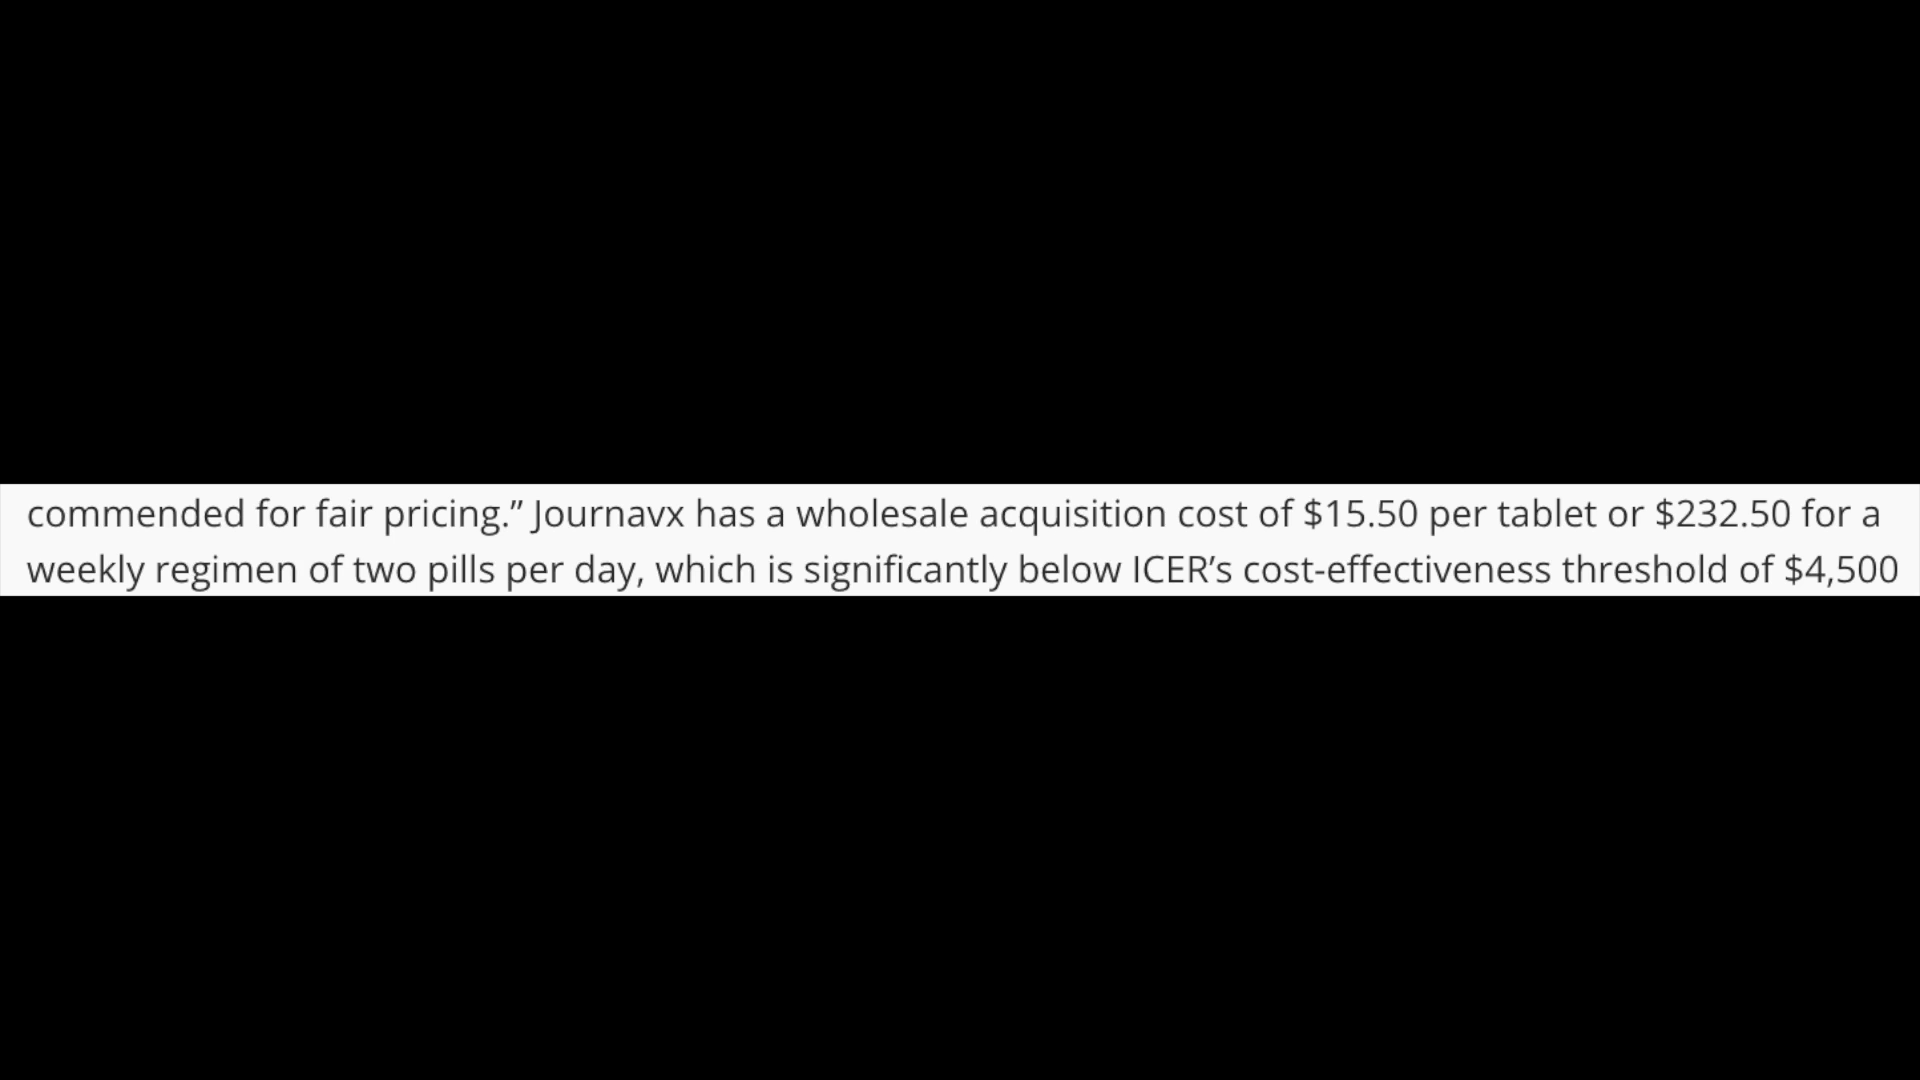 commended for fair pricing.” Journavx has a wholesale acquisition cost of $15.50 per tablet or $232.50 for a
weekly regimen of two pills per day, which is significantly below ICER’s cost-effectiveness threshold of $4,500